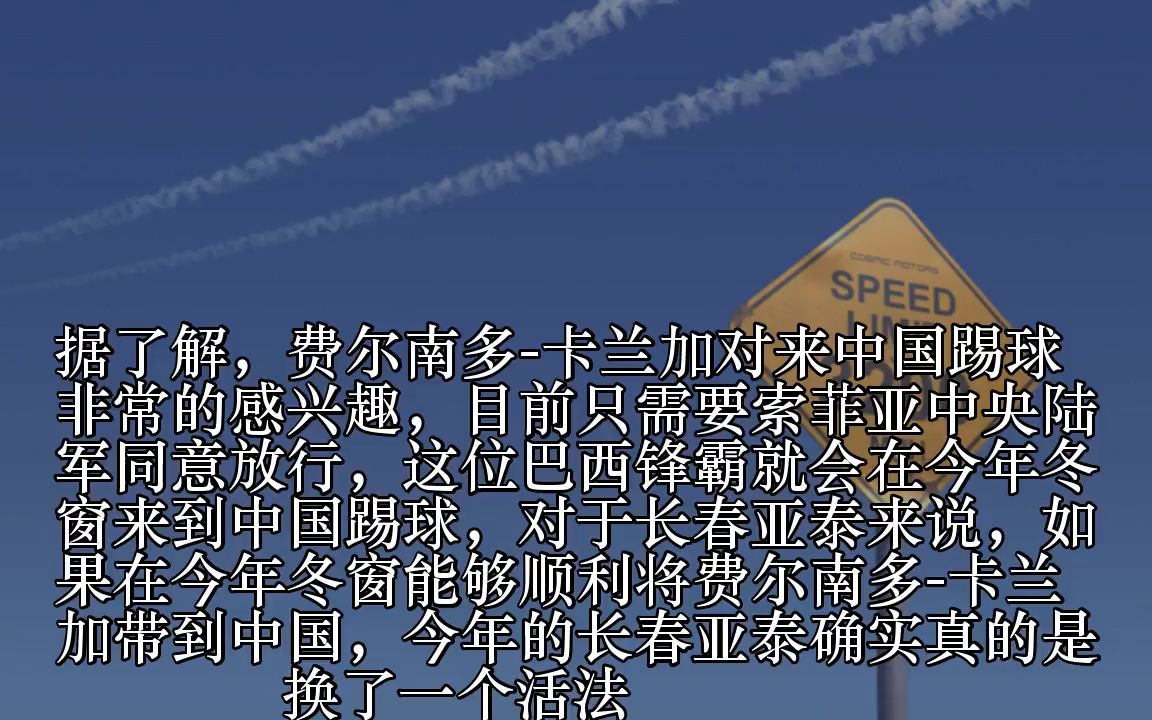 COSMIC MOTORS
SPEED
据了解，费尔南多-卡兰加对来中国踢球
非常的感兴趣，目前只需要索菲亚中央陆
军同意放行，这位巴西锋霸就会在今年冬
窗来到中国踢球，对于长春亚泰来说，如
果在今年冬窗能够顺利将费尔南多-卡兰
加带到中国，今年的长春亚泰确实真的是
换了一个活法